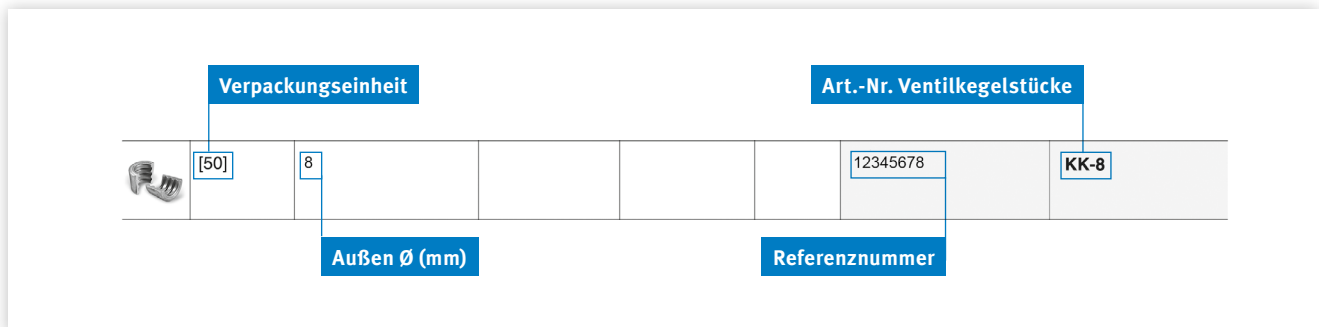 Verpackungseinheit
Art.-Nr. Ventilkegelstücke
[50]
8
12345678
KK-8
Außen Ø (mm)
Referenznummer